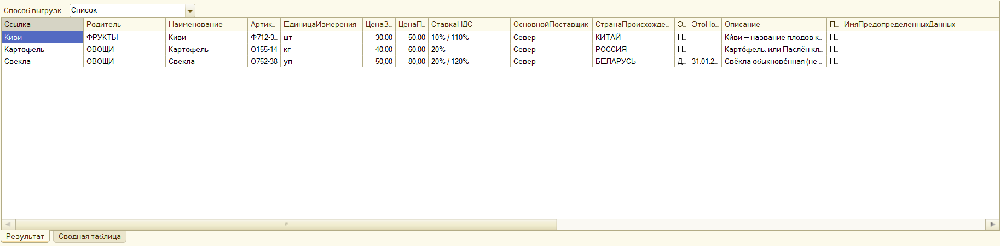 Способ выгрузк... Список
Ссылка Родитель Наименование Артик... ЕдиницаИзмерения ЦенаЗ... ЦенаП... СтавкаНДС ОсновнойПоставщик СтранаПроисхожде... Э... ЭтоНо... Описание П... ИмяПредопределенныхДанных
Киви ФРУКТЫ Киви Ф712-3... шт 30,00 50,00 10% / 110% Север КИТАЙ Н... Ки́ви — название плодов к...
Н...
Картофель ОВОЩИ Картофель О155-14 кг 40,00 60,00 20% Север РОССИЯ Н... Карто́фель, или Паслён кл... Н...
Свекла ОВОЩИ Свекла О752-38 уп 50,00 80,00 20% / 120% Север БЕЛАРУСЬ Д... 31.01.2... Свёкла обыкнове́нная (не ... Н...
Результат Сводная таблица